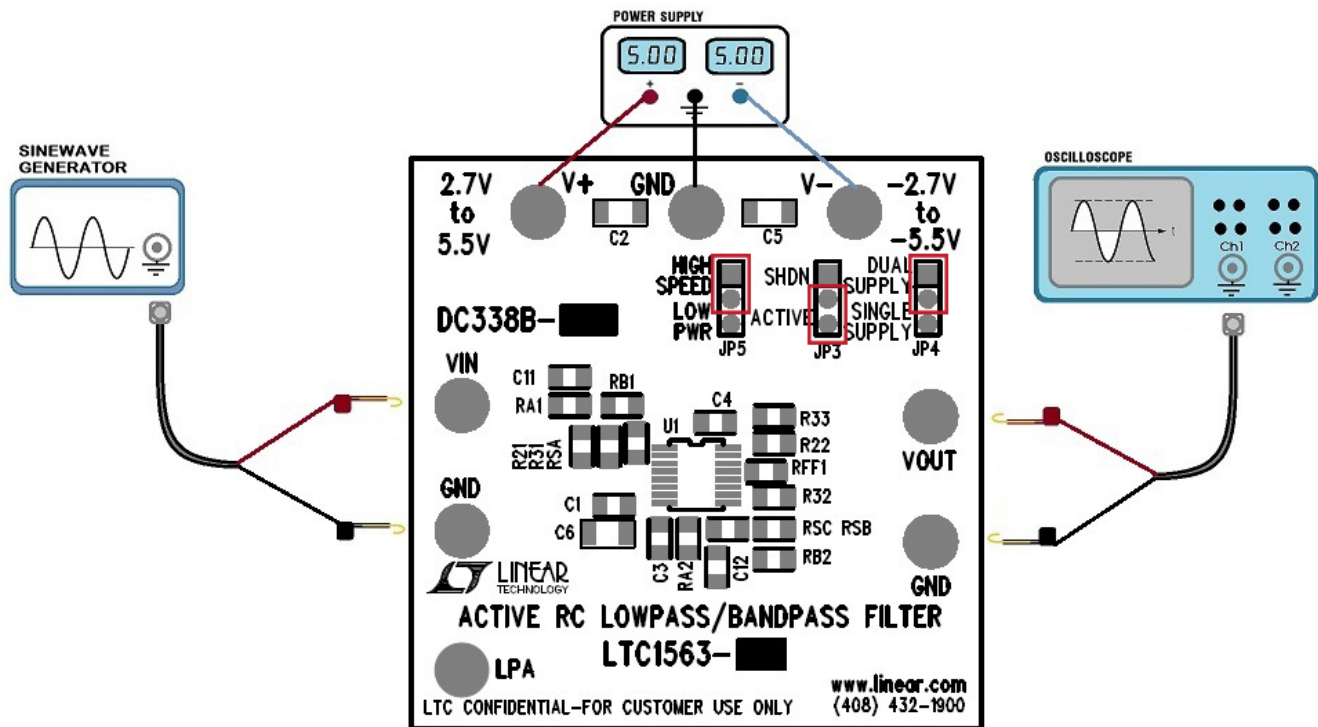 POWER SUPPLY
5.00 5.00
+ -
SINEWAVE
GENERATOR
OSCILLOSCOPE
t
Ch1 Ch2
2.7V
to
5.5V
V+ GND V-
-2.7V
to
-5.5V
C2 C5
HIGH
SPEED
LOW
PWR
JP5
SHDN
ACTIVE
JP3
DUAL
SUPPLY
SINGLE
SUPPLY
JP4
DC338B-
VIN
C11
RA1
RB1
C4
U1
R21
R31
RSA
R33
R22
RFF1
R32
RSC RSB
RB2
VOUT
GND
C1
C6
C3
RA2
C12
GND
LINEAR
TECHNOLOGY
ACTIVE RC LOWPASS/BANDPASS FILTER
LTC1563-
LPA
www.linear.com
LTC CONFIDENTIAL-FOR CUSTOMER USE ONLY (408) 432-1900